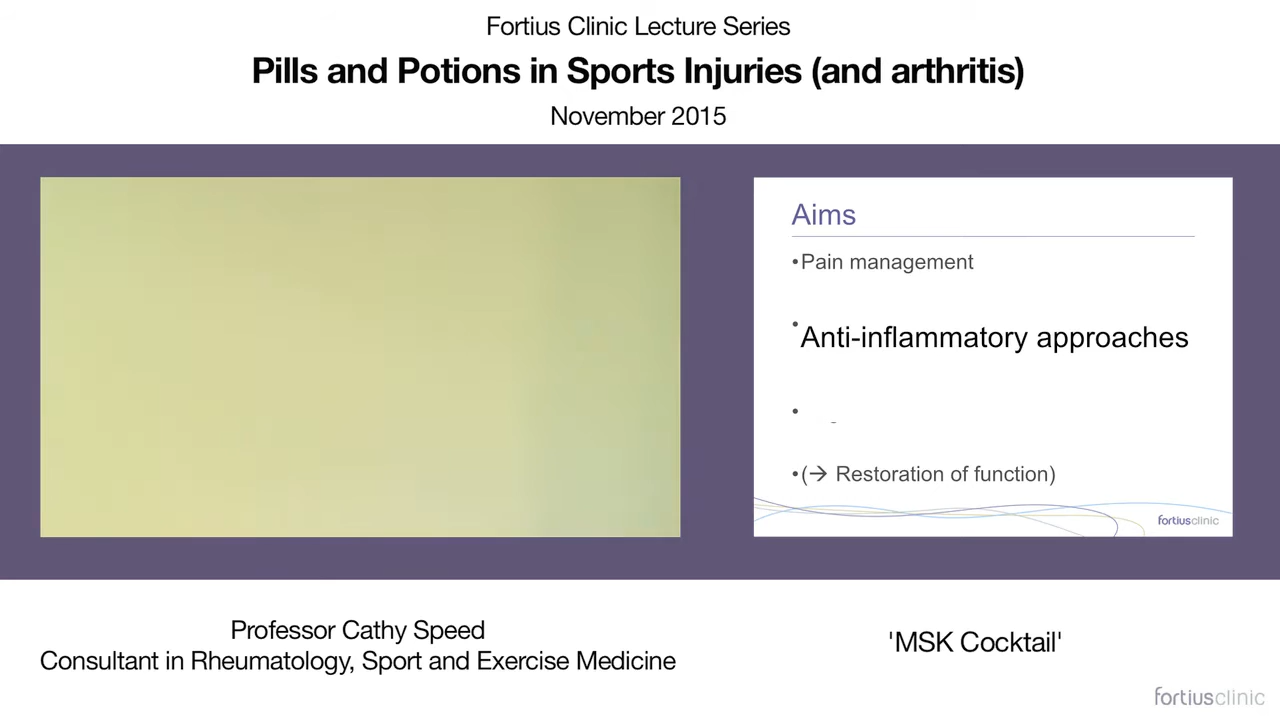 Fortius Clinic Lecture Series
Pills and Potions in Sports Injuries (and arthritis)
November 2015
Aims
•Pain management
•Anti-inflammatory approaches
•
•(→ Restoration of function)
fortiusclinic
Professor Cathy Speed
Consultant in Rheumatology, Sport and Exercise Medicine
'MSK Cocktail'
fortiusclinic